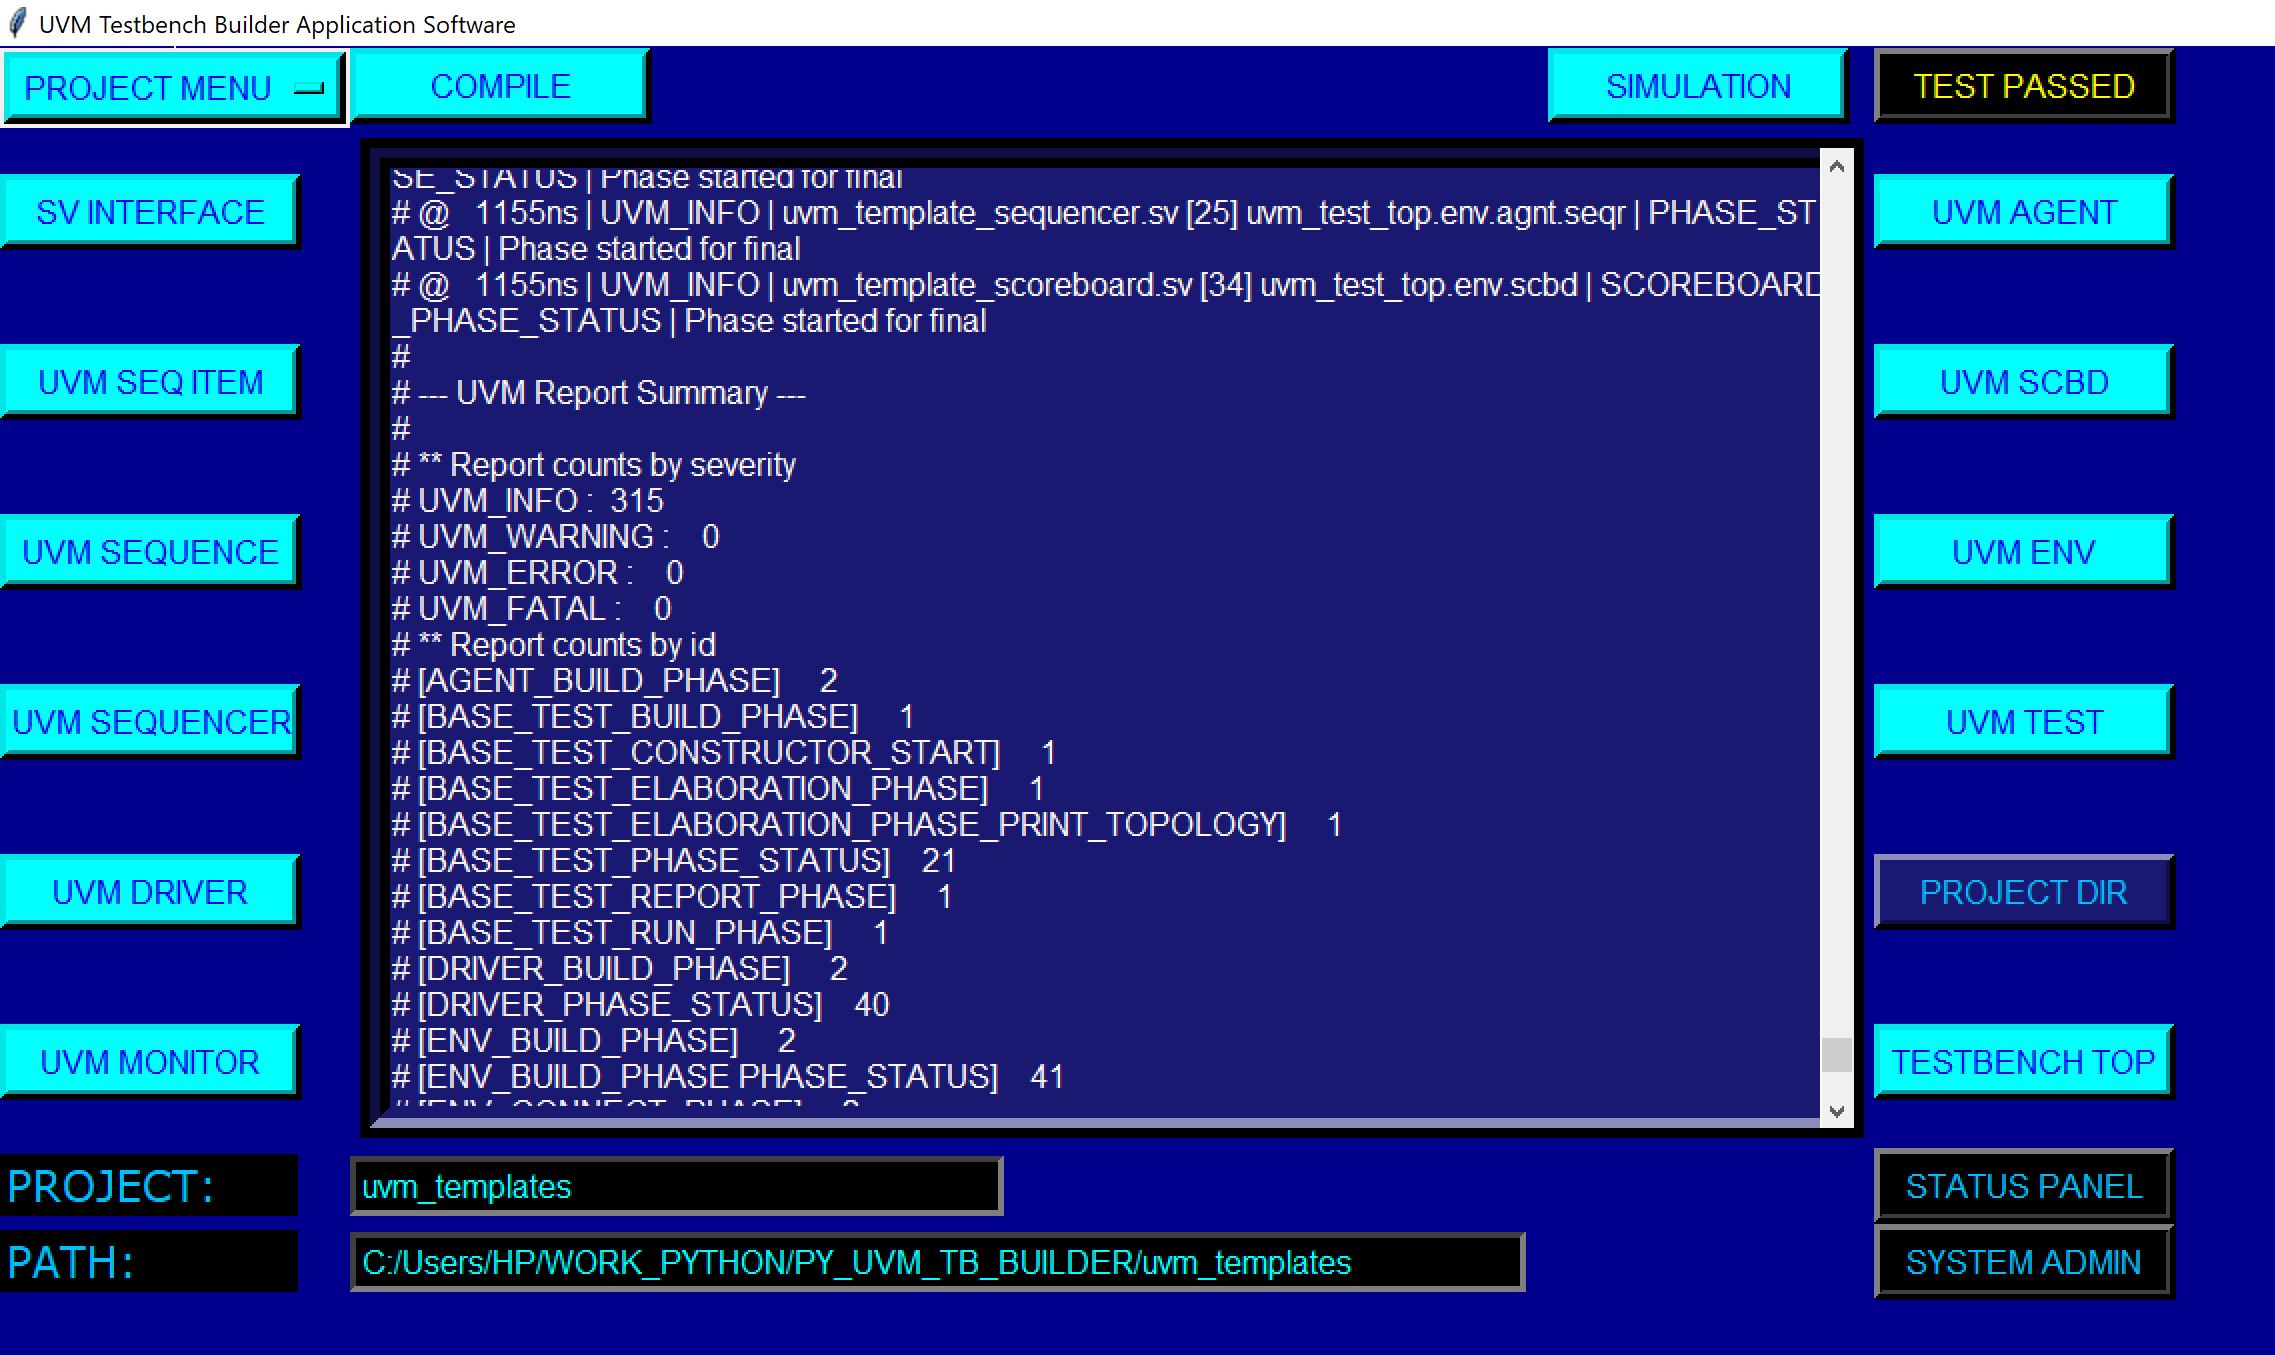 UVM Testbench Builder Application Software
PROJECT MENU
COMPILE
SIMULATION
TEST PASSED
SV INTERFACE
UVM SEQ ITEM
UVM SEQUENCE
UVM SEQUENCER
UVM DRIVER
UVM MONITOR
SE_STATUS | Phase started for final
# @   1155ns | UVM_INFO | uvm_template_sequencer.sv [25] uvm_test_top.env.agnt.seqr | PHASE_ST
ATUS | Phase started for final
# @   1155ns | UVM_INFO | uvm_template_scoreboard.sv [34] uvm_test_top.env.scbd | SCOREBOARD
_PHASE_STATUS | Phase started for final
#
# --- UVM Report Summary ---
#
# ** Report counts by severity
# UVM_INFO :  315
# UVM_WARNING :    0
# UVM_ERROR :    0
# UVM_FATAL :    0
# ** Report counts by id
# [AGENT_BUILD_PHASE]     2
# [BASE_TEST_BUILD_PHASE]     1
# [BASE_TEST_CONSTRUCTOR_START]     1
# [BASE_TEST_ELABORATION_PHASE]     1
# [BASE_TEST_ELABORATION_PHASE_PRINT_TOPOLOGY]     1
# [BASE_TEST_PHASE_STATUS]    21
# [BASE_TEST_REPORT_PHASE]     1
# [BASE_TEST_RUN_PHASE]     1
# [DRIVER_BUILD_PHASE]     2
# [DRIVER_PHASE_STATUS]    40
# [ENV_BUILD_PHASE]     2
# [ENV_BUILD_PHASE PHASE_STATUS]    41
# [ENV_CONNECT_PHASE]
UVM AGENT
UVM SCBD
UVM ENV
UVM TEST
PROJECT DIR
TESTBENCH TOP
PROJECT:
uvm_templates
STATUS PANEL
PATH:
C:/Users/HP/WORK_PYTHON/PY_UVM_TB_BUILDER/uvm_templates
SYSTEM ADMIN